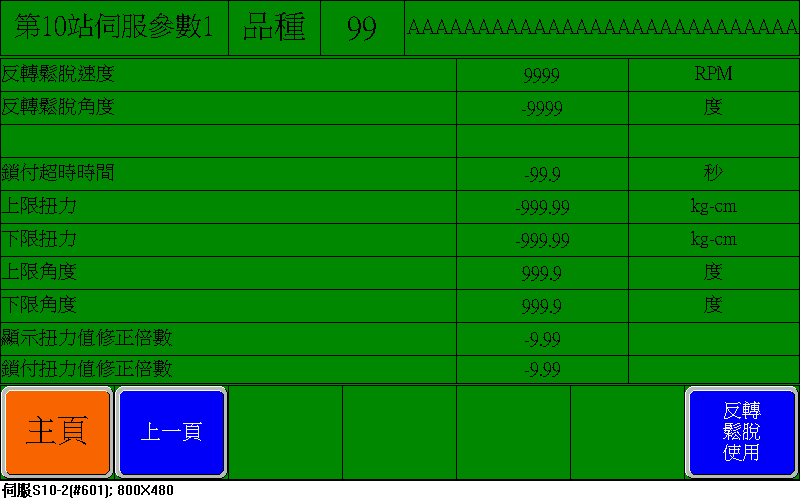 第10站伺服參數1 品種 99 AAAAAAAAAAAAAAAAAAAAAAAAAAAA
反轉鬆脫速度 9999 RPM
反轉鬆脫角度 -9999 度
鎖付超時時間 -99.9 秒
上限扭力 -999.99 kg-cm
下限扭力 -999.99 kg-cm
上限角度 999.9 度
下限角度 999.9 度
顯示扭力值修正倍數 -9.99
鎖付扭力值修正倍數 -9.99
主頁 上一頁
反轉
鬆脫
使用
伺服S10-2(#601); 800X480